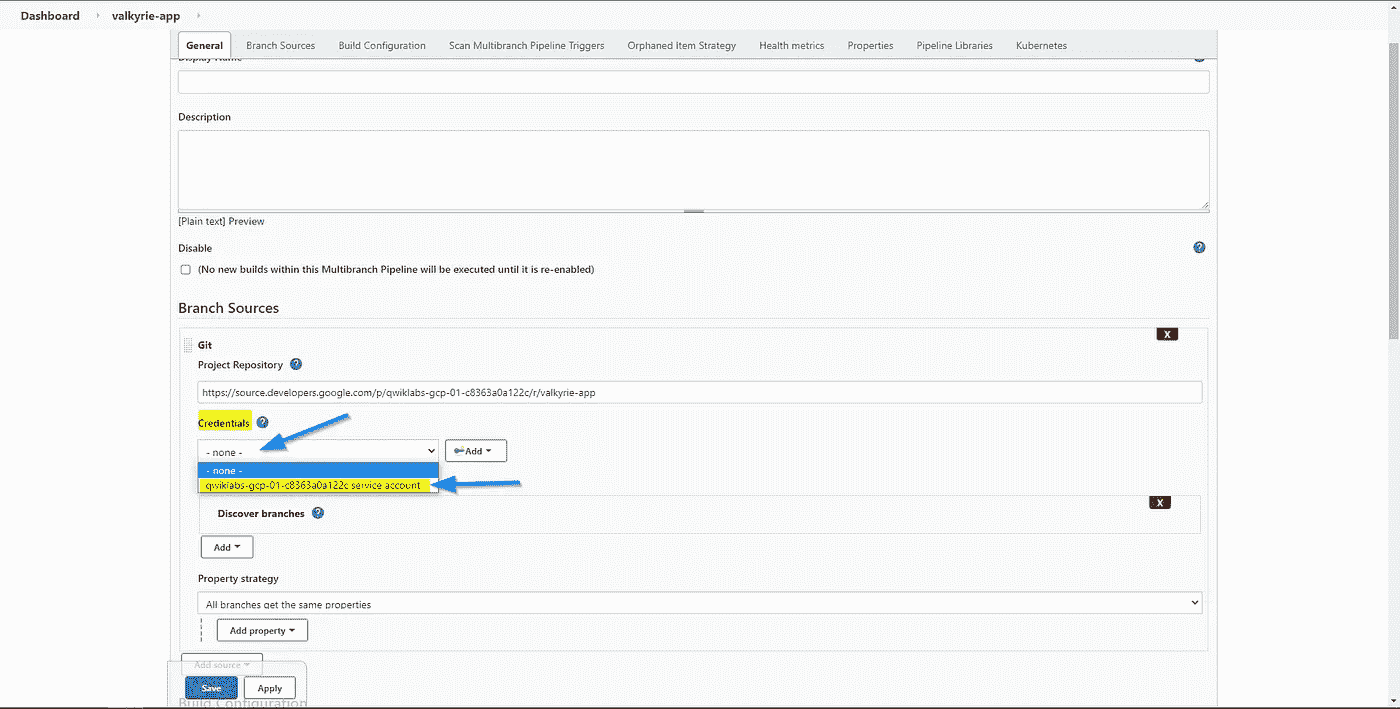 Dashboard valkyrie-app
General Branch Sources Build Configuration Scan Multibranch Pipeline Triggers Orphaned Item Strategy Health metrics Properties Pipeline Libraries Kubernetes
Display Name
Description
[Plain text] Preview
Disable
(No new builds within this Multibranch Pipeline will be executed until it is re-enabled)
Branch Sources
X
Git
Project Repository ?
https://source.developers.google.com/p/qwiklabs-gcp-01-c8363a0a122c/r/valkyrie-app
Credentials ?
- none - Add
- none -
qwiklabs-gcp-01-c8363a0a122c service account
X
Discover branches ?
Add
Property strategy
All branches get the same properties
Add property
Add source
Save Apply
Build Configuration